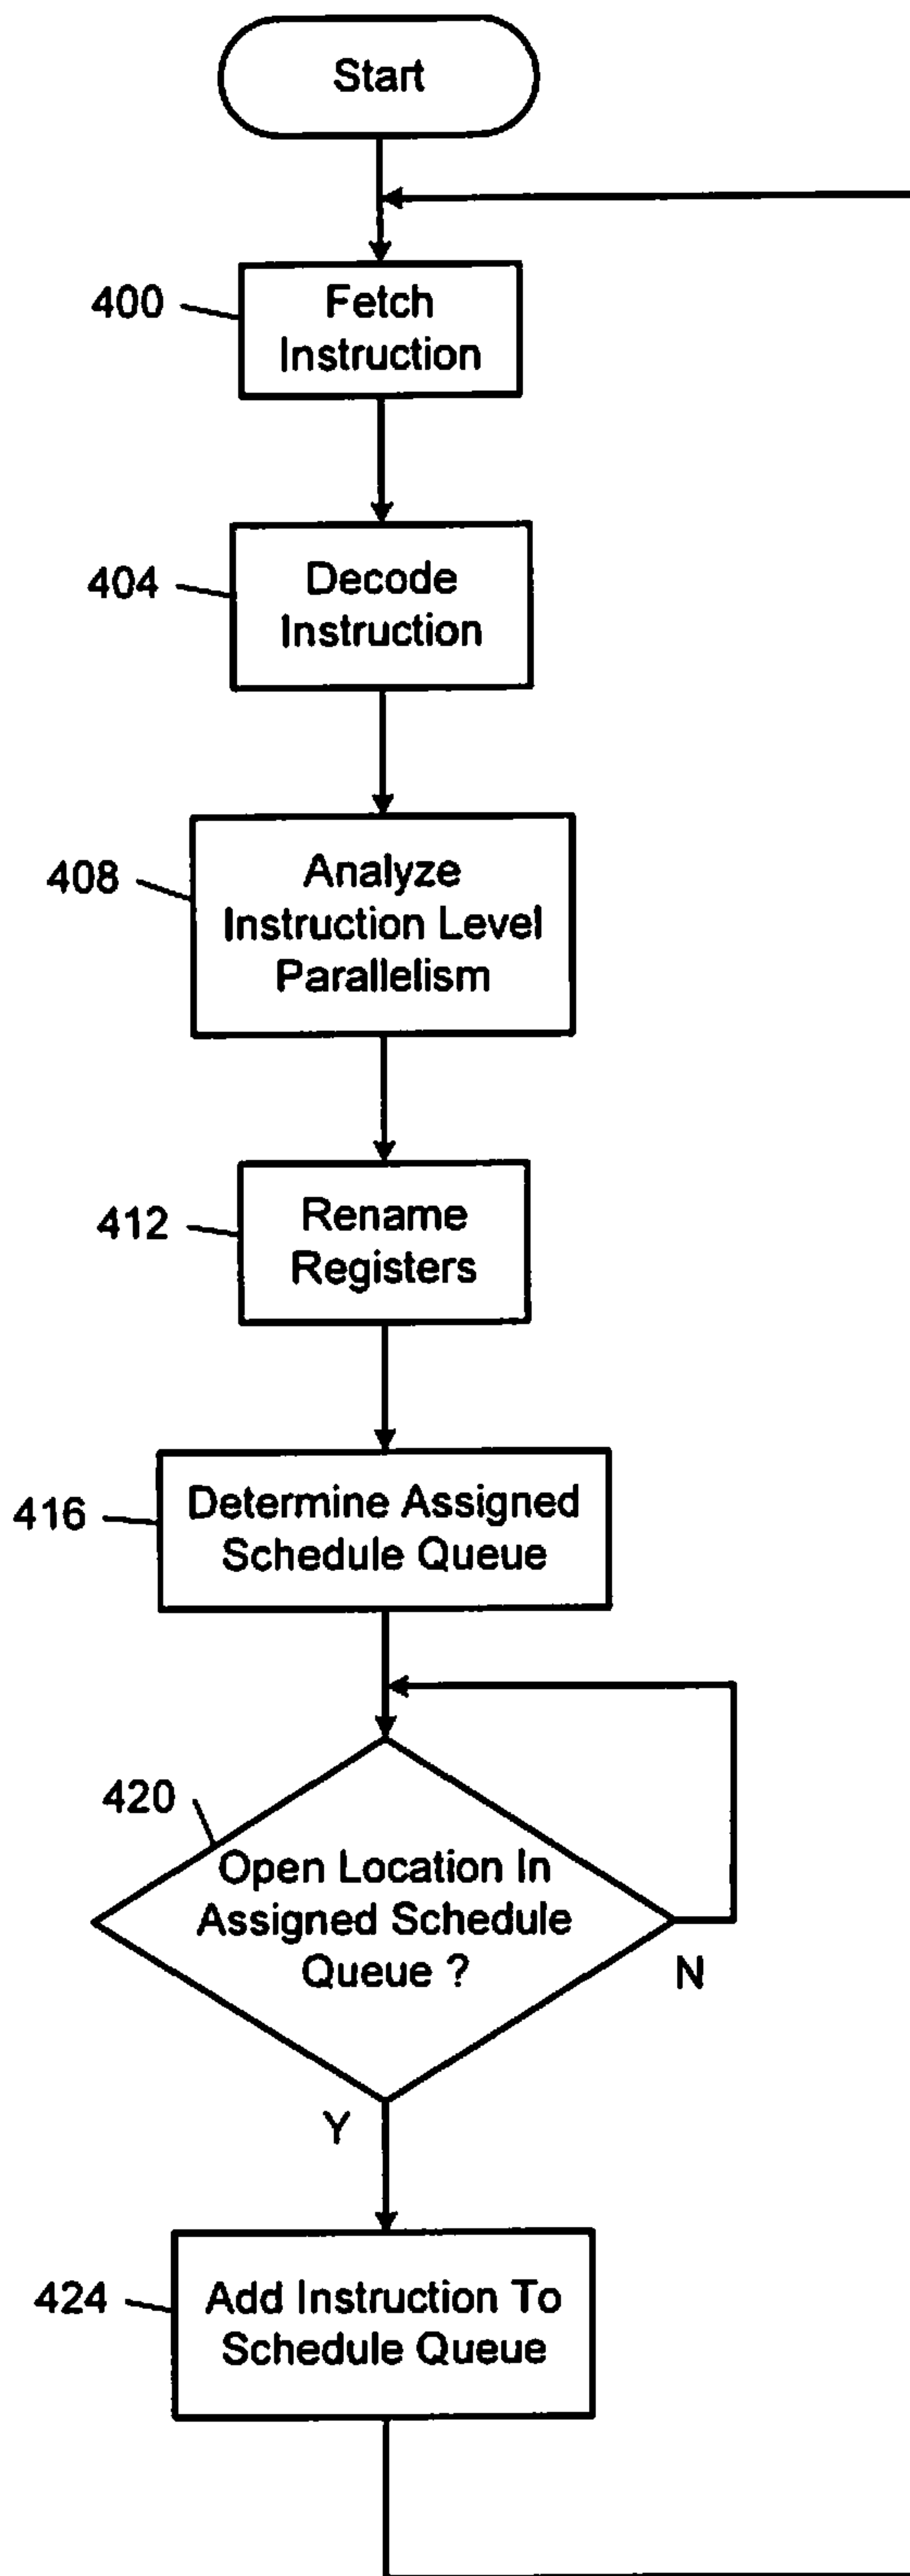 Start
400
Fetch
Instruction
404
Decode
Instruction
408
Analyze
Instruction Level
Parallelism
412
Rename
Registers
416
Determine Assigned
Schedule Queue
420
Open Location In
Assigned Schedule
Queue ?
N
Y
424
Add Instruction To
Schedule Queue